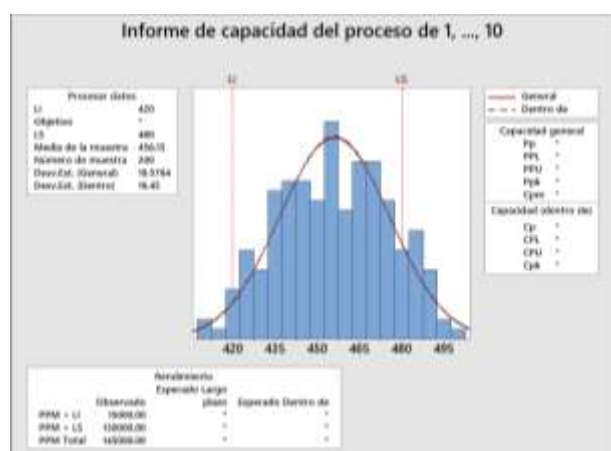 Informe de capacidad del proceso de 1, ..., 10
LI
LS
Procesar datos
LI 420
Objetivo *
LS 480
Media de la muestra 456.15
Número de muestra 200
Desv.Est. (General)
Desv.Est. (Dentro)
General
Dentro de
Capacidad general
Pp *
PPL *
PPU *
Ppk *
Cpm *
Capacidad (dentro de)
Cp *
CPL *
CPU *
Cpk *
420 435 450 465 480 495
Rendimiento
Esperado Largo
Observado plazo Esperado Dentro de
PPM < LI 15000.00 * *
PPM > LS 130000.00 * *
PPM Total 145000.00 * *